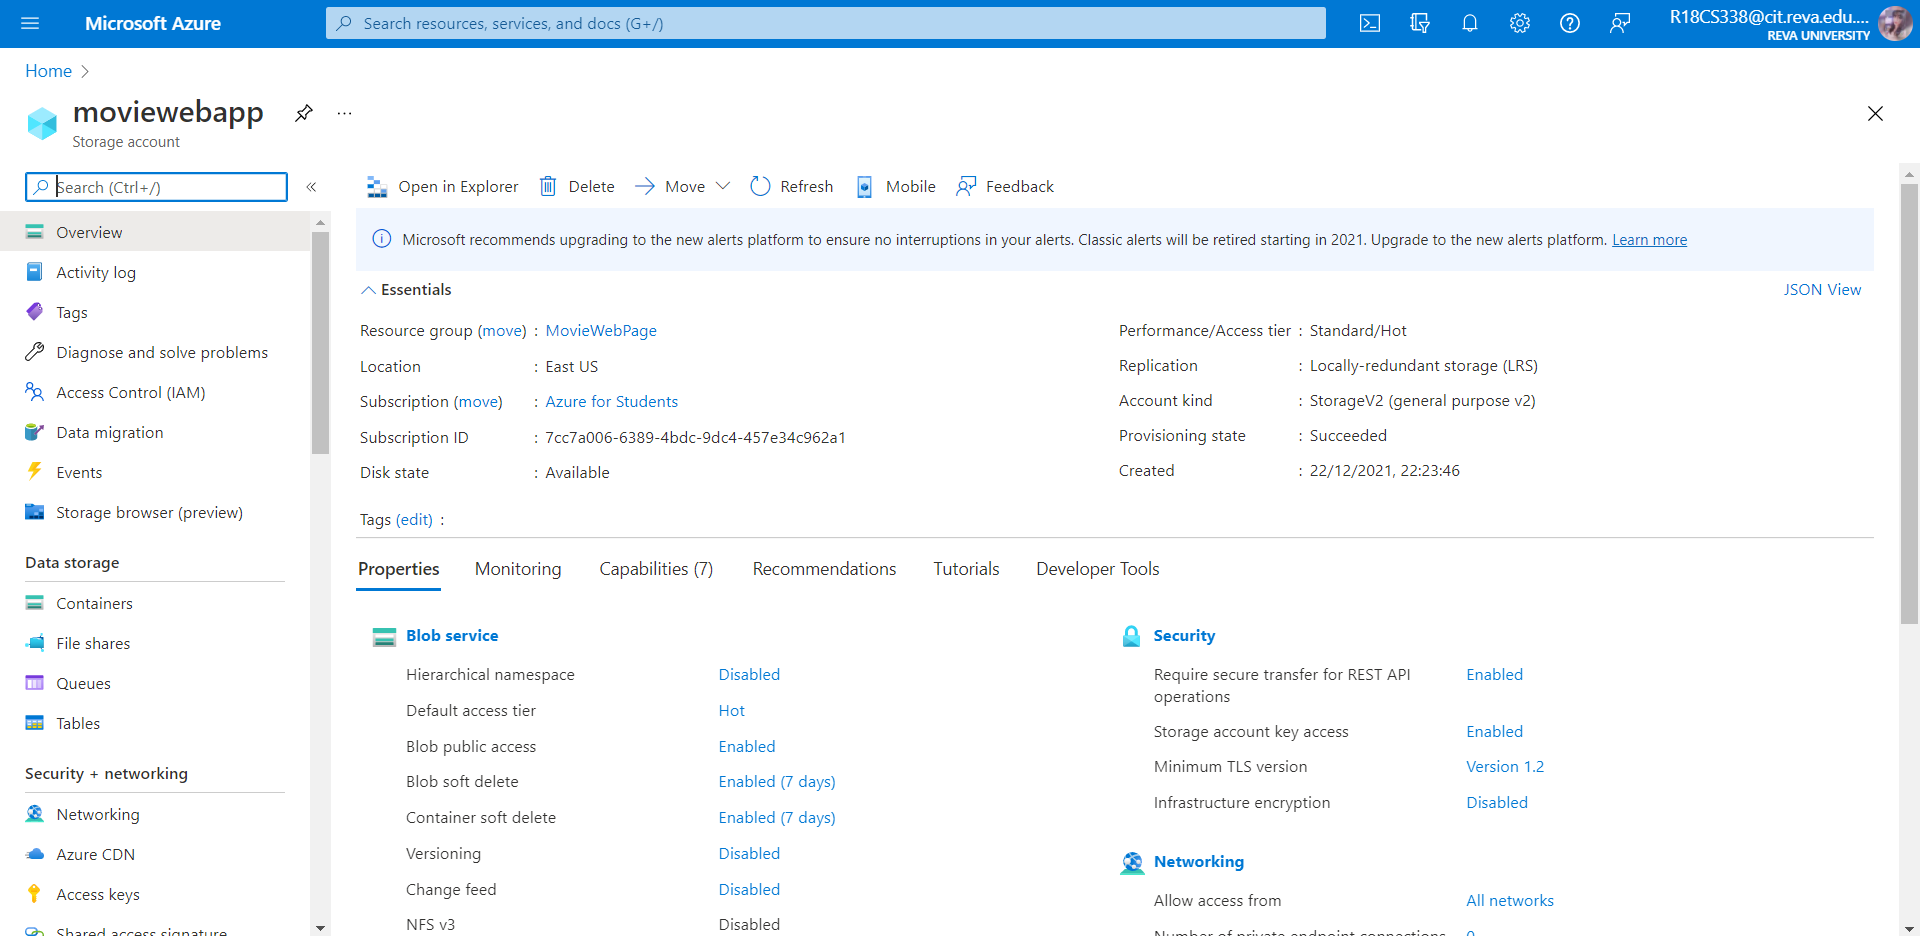 Microsoft Azure
Search resources, services, and docs (G+/)
R18CS338@cit.reva.edu....
REVA UNIVERSITY
Home
moviewebapp
...
Storage account
Search (Ctrl+/)
«
Overview
Activity log
Tags
Diagnose and solve problems
Access Control (IAM)
Data migration
Events
Storage browser (preview)
Data storage
Containers
File shares
Queues
Tables
Security + networking
Networking
Azure CDN
Access keys
Shared access signature
Open in Explorer Delete Move Refresh Mobile Feedback
Microsoft recommends upgrading to the new alerts platform to ensure no interruptions in your alerts. Classic alerts will be retired starting in 2021. Upgrade to the new alerts platform. Learn more
Essentials
JSON View
Resource group (move) : MovieWebPage
Location : East US
Subscription (move) : Azure for Students
Subscription ID : 7cc7a006-6389-4bdc-9dc4-457e34c962a1
Disk state : Available
Performance/Access tier : Standard/Hot
Replication : Locally-redundant storage (LRS)
Account kind : StorageV2 (general purpose v2)
Provisioning state : Succeeded
Created : 22/12/2021, 22:23:46
Tags (edit) :
Properties Monitoring Capabilities (7) Recommendations Tutorials Developer Tools
Blob service
Hierarchical namespace Disabled
Default access tier Hot
Blob public access Enabled
Blob soft delete Enabled (7 days)
Container soft delete Enabled (7 days)
Versioning Disabled
Change feed Disabled
NFS v3 Disabled
Security
Require secure transfer for REST API Enabled
operations
Storage account key access Enabled
Minimum TLS version Version 1.2
Infrastructure encryption Disabled
Networking
Allow access from All networks
Number of private endpoint connections 0